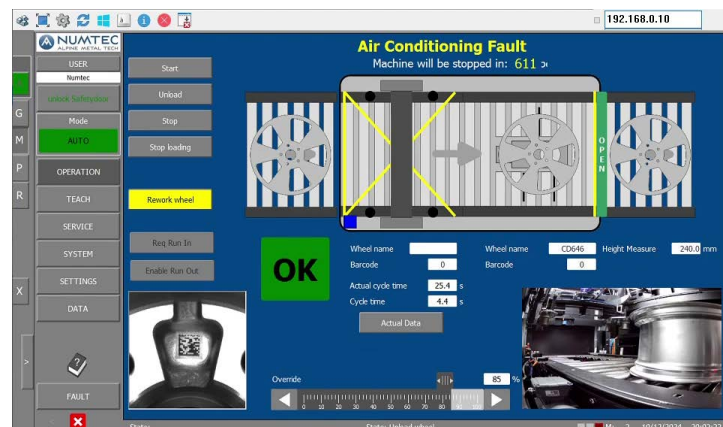 192.168.0.10
NUMTEC
ALPINE METAL TECH
Air Conditioning Fault
Machine will be stopped in: 611
USER
Numtec
Unlock Safetydoor
Mode
AUTO
OPERATION
TEACH
SERVICE
SYSTEM
SETTINGS
DATA
FAULT
G
M
P
R
X
>
Start
Unload
Stop
Stop loading
Rework wheel
Req Run In
Enable Run Out
OPEN
OK
Wheel name
Barcode 0
Actual cycle time 25.4 s
Cycle time 4.4 s
Actual Data
Wheel name CD646
Barcode 0
Height Measure 240.0 mm
Override 85 %
0 10 20 30 40 50 60 70 80 90 100